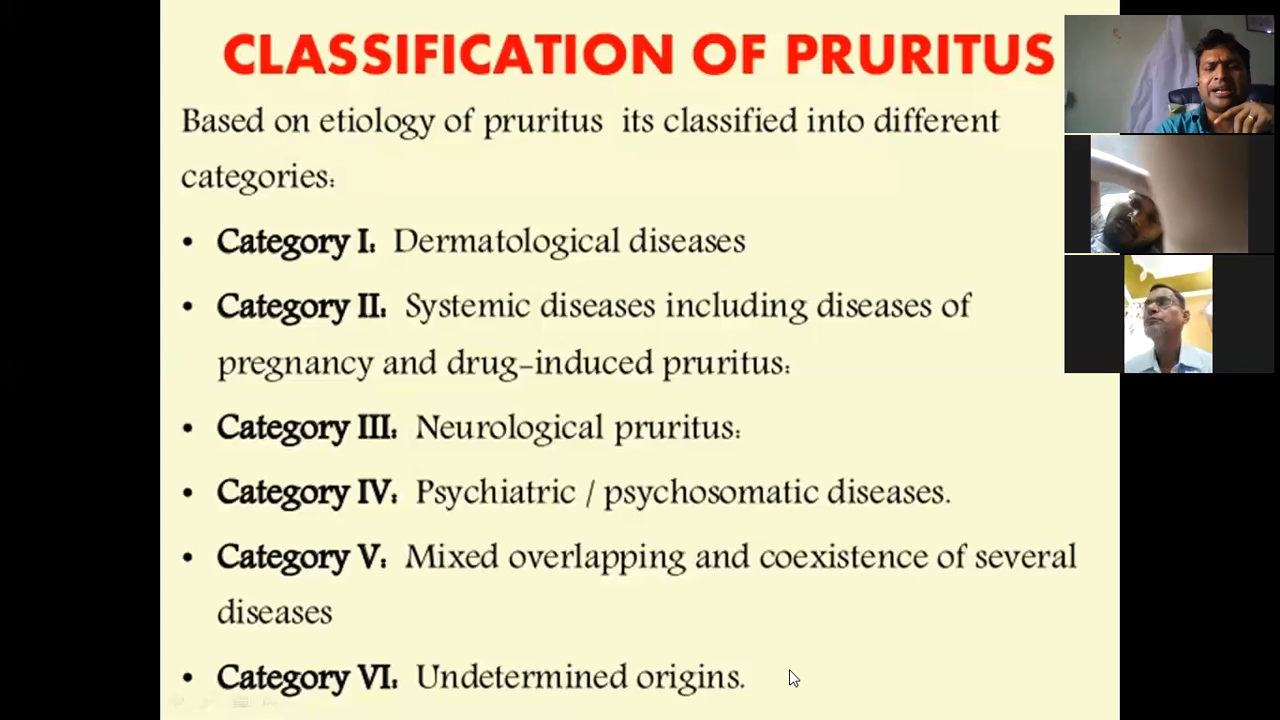 CLASSIFICATION OF PRURITUS
Based on etiology of pruritus its classified into different
categories:
• Category I: Dermatological diseases
• Category II: Systemic diseases including diseases of
pregnancy and drug-induced pruritus:
• Category III: Neurological pruritus:
• Category IV: Psychiatric / psychosomatic diseases.
• Category V: Mixed overlapping and coexistence of several
diseases
• Category VI: Undetermined origins.